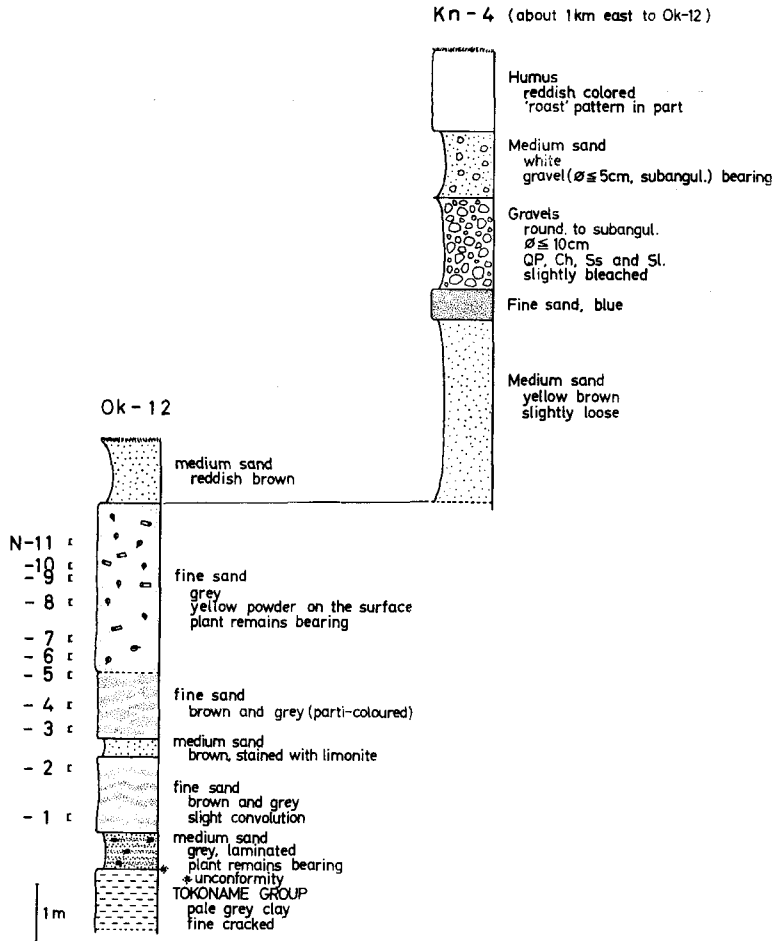 Kn-4 (about 1km east to Ok-12)
Humus
reddish colored
'roast' pattern in part
Medium sand
white
gravel (ø≦5cm, subangul.) bearing
Gravels
round. to subangul.
ø≦10cm
QP, Ch, Ss and Sl.
slightly bleached
Fine sand, blue
Medium sand
yellow brown
slightly loose
Ok-12
medium sand
reddish brown
N-11
-10
-9
-8
-7
-6
-5
-4
-3
-2
-1
fine sand
grey
yellow powder on the surface
plant remains bearing
fine sand
brown and grey (parti-coloured)
medium sand
brown, stained with limonite
fine sand
brown and grey
slight convolution
medium sand
grey, laminated
plant remains bearing
*unconformity
TOKONAME GROUP
pale grey clay
fine cracked
1m